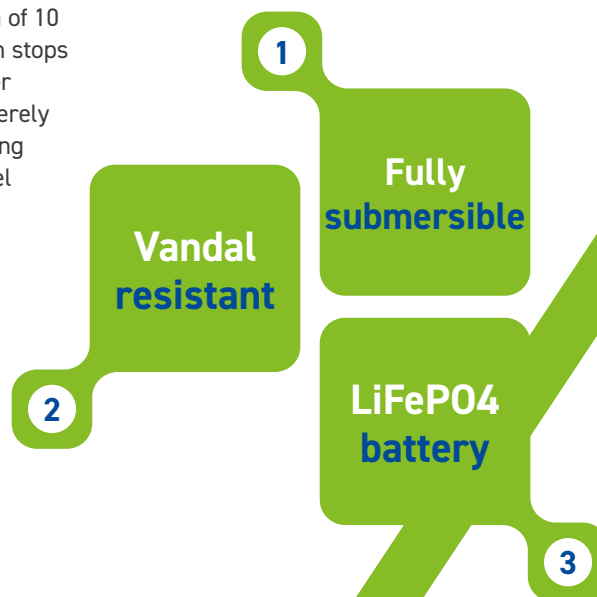 of 10
stops
erely
ng
el
1
Fully
submersible
Vandal
resistant
2
LiFePO4
battery
3